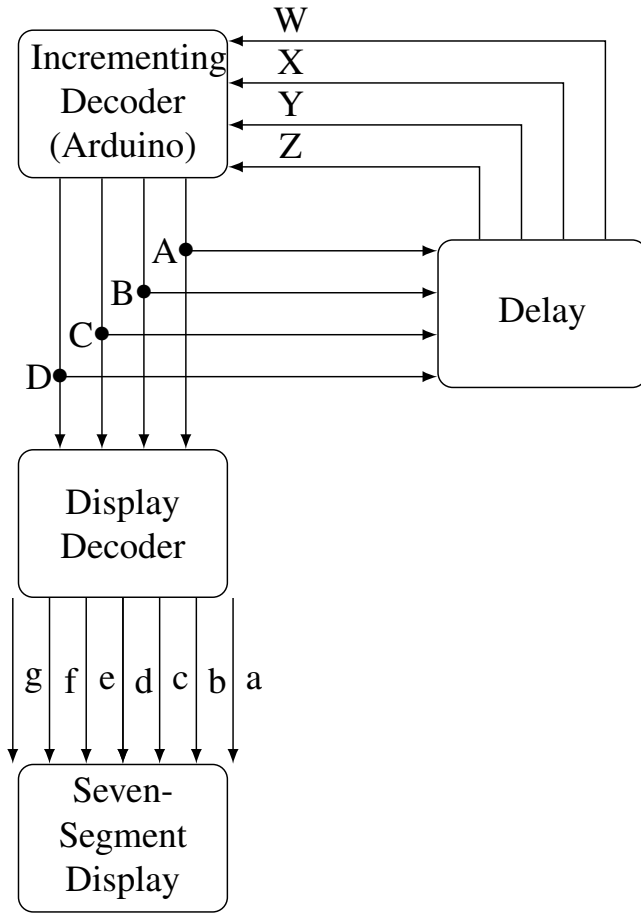 W
Incrementing
Decoder
(Arduino)
X
Y
Z
A
B
C
D
Delay
Display
Decoder
g f e d c b a
Seven-
Segment
Display